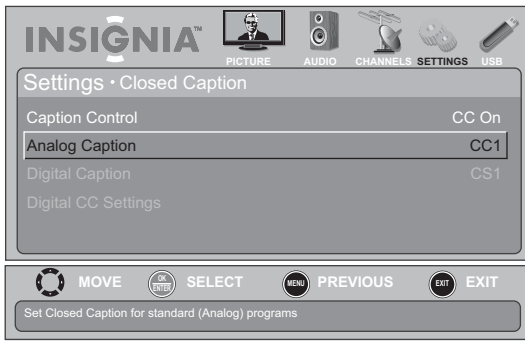 INSIGNIA™
PICTURE AUDIO CHANNELS SETTINGS USB
Settings · Closed Caption
Caption Control CC On
Analog Caption CC1
Digital Caption CS1
Digital CC Settings
MOVE OK ENTER SELECT MENU PREVIOUS EXIT EXIT
Set Closed Caption for standard (Analog) programs